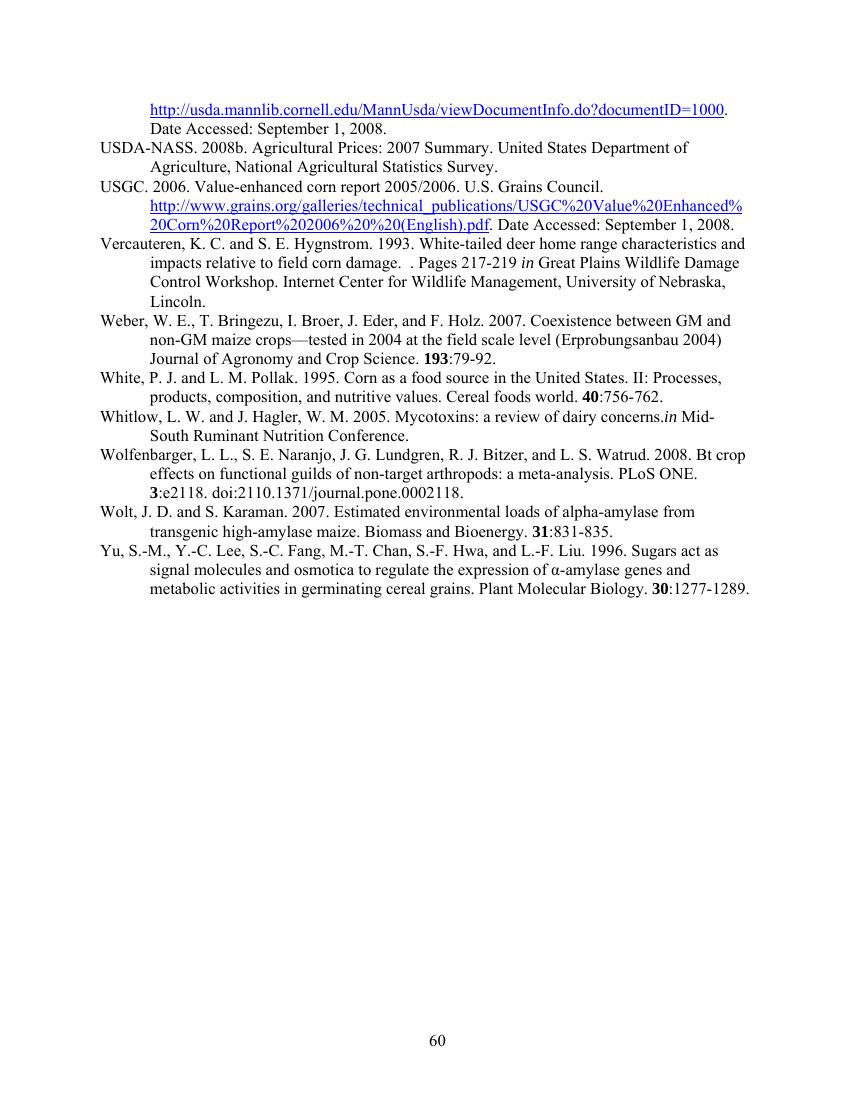 http://usda.mannlib.cornell.edu/MannUsda/viewDocumentInfo.do?documentID=1000.
Date Accessed: September 1, 2008.
USDA-NASS. 2008b. Agricultural Prices: 2007 Summary. United States Department of
Agriculture, National Agricultural Statistics Survey.
USGC. 2006. Value-enhanced corn report 2005/2006. U.S. Grains Council.
http://www.grains.org/galleries/technical_publications/USGC%20Value%20Enhanced%
20Corn%20Report%202006%20%20(English).pdf. Date Accessed: September 1, 2008.
Vercauteren, K. C. and S. E. Hygnstrom. 1993. White-tailed deer home range characteristics and
impacts relative to field corn damage.  . Pages 217-219 in Great Plains Wildlife Damage
Control Workshop. Internet Center for Wildlife Management, University of Nebraska,
Lincoln.
Weber, W. E., T. Bringezu, I. Broer, J. Eder, and F. Holz. 2007. Coexistence between GM and
non-GM maize crops—tested in 2004 at the field scale level (Erprobungsanbau 2004)
Journal of Agronomy and Crop Science. 193:79-92.
White, P. J. and L. M. Pollak. 1995. Corn as a food source in the United States. II: Processes,
products, composition, and nutritive values. Cereal foods world. 40:756-762.
Whitlow, L. W. and J. Hagler, W. M. 2005. Mycotoxins: a review of dairy concerns.in Mid-
South Ruminant Nutrition Conference.
Wolfenbarger, L. L., S. E. Naranjo, J. G. Lundgren, R. J. Bitzer, and L. S. Watrud. 2008. Bt crop
effects on functional guilds of non-target arthropods: a meta-analysis. PLoS ONE.
3:e2118. doi:2110.1371/journal.pone.0002118.
Wolt, J. D. and S. Karaman. 2007. Estimated environmental loads of alpha-amylase from
transgenic high-amylase maize. Biomass and Bioenergy. 31:831-835.
Yu, S.-M., Y.-C. Lee, S.-C. Fang, M.-T. Chan, S.-F. Hwa, and L.-F. Liu. 1996. Sugars act as
signal molecules and osmotica to regulate the expression of α-amylase genes and
metabolic activities in germinating cereal grains. Plant Molecular Biology. 30:1277-1289.
60